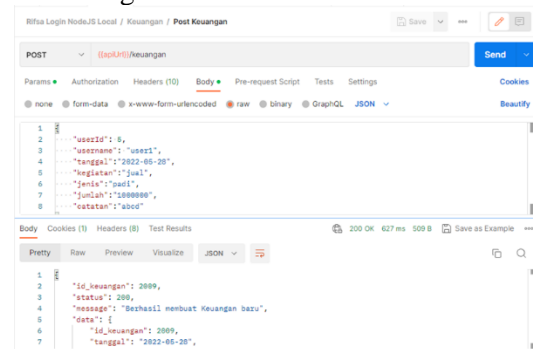 Rifsa Login NodeJS Local / Keuangan / Post Keuangan
Save
POST {{apiUrl}}/keuangan
Send
Params Authorization Headers (10) Body Pre-request Script Tests Settings Cookies
none form-data x-www-form-urlencoded raw binary GraphQL JSON Beautify
1 {
2 "userId": 5,
3 "username": "user1",
4 "tanggal":"2022-05-28",
5 "kegiatan":"jual",
6 "jenis":"padi",
7 "jumlah":"1000000",
8 "catatan":"abcd"
Body Cookies (1) Headers (8) Test Results 200 OK 627 ms 509 B Save as Example
Pretty Raw Preview Visualize JSON
1 {
2 "id_keuangan": 2009,
3 "status": 200,
4 "message": "Berhasil membuat Keuangan baru",
5 "data": {
6 "id_keuangan": 2009,
7 "tanggal": "2022-05-28",